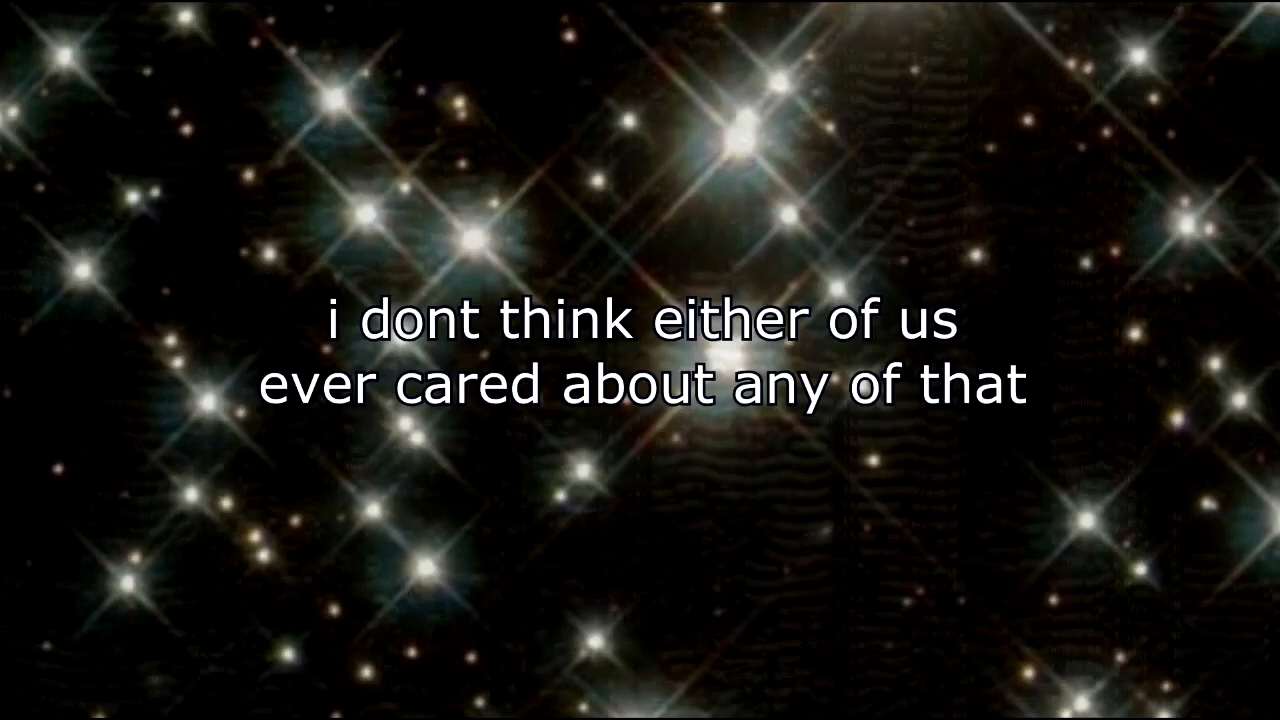 i dont think either of us
ever cared about any of that